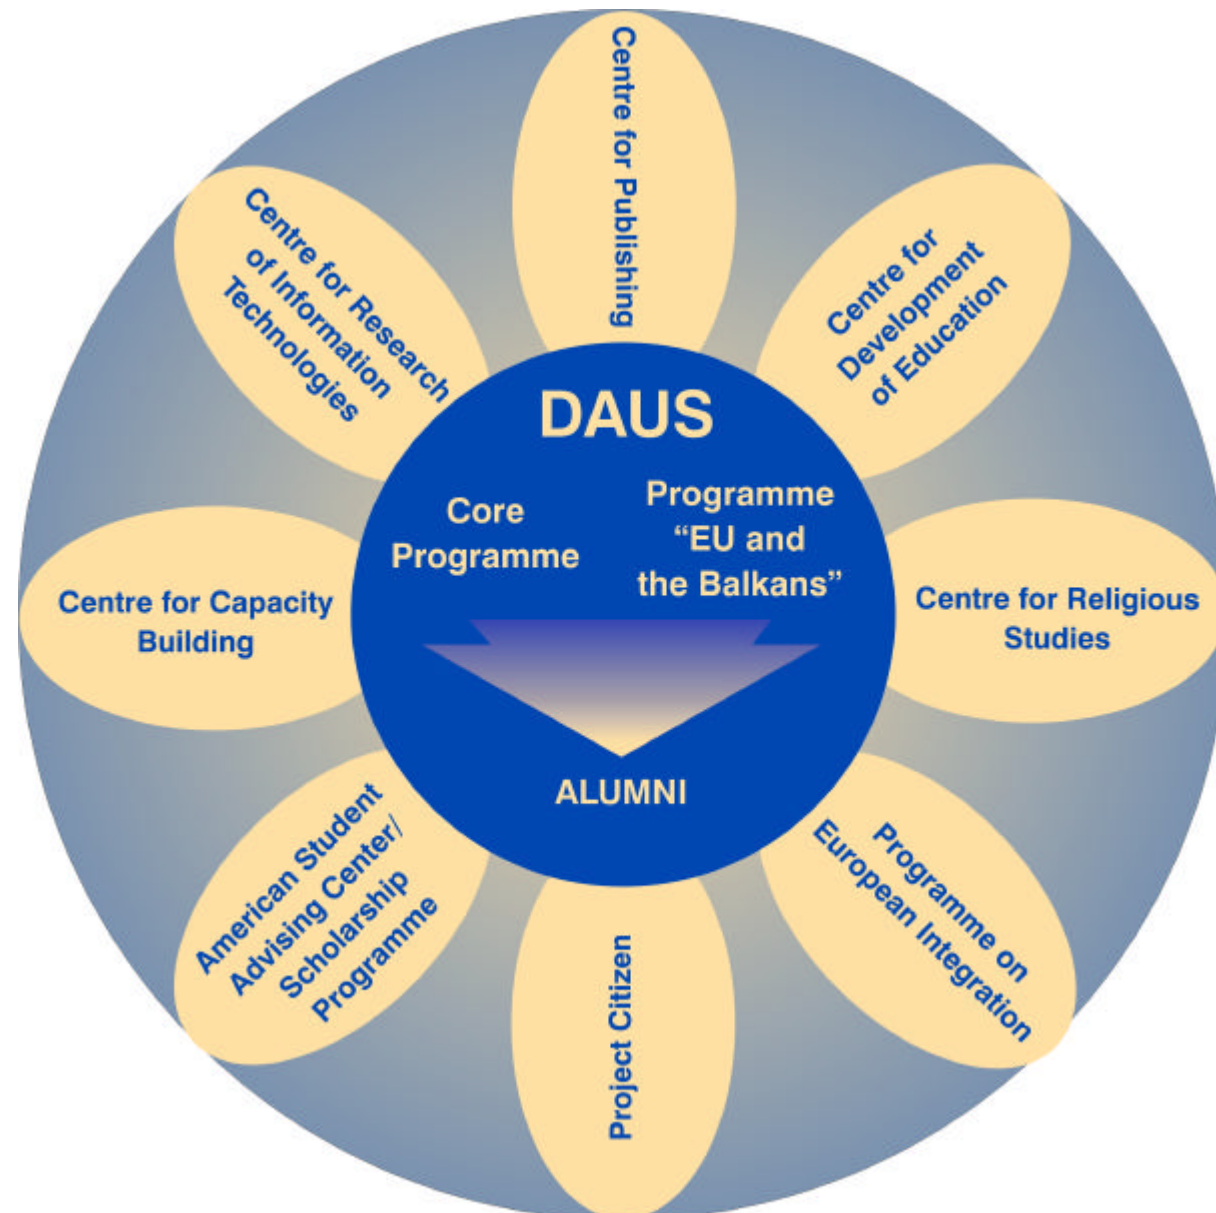 Centre for Publishing
Centre for
Development
of Education
Centre for Religious
Studies
Programme on
European Integration
Project Citizen
American Student
Advising Center/
Scholarship
Programme
Centre for Capacity
Building
Centre for Research
of Information
Technologies
DAUS
Core
Programme
Programme
“EU and
the Balkans”
ALUMNI